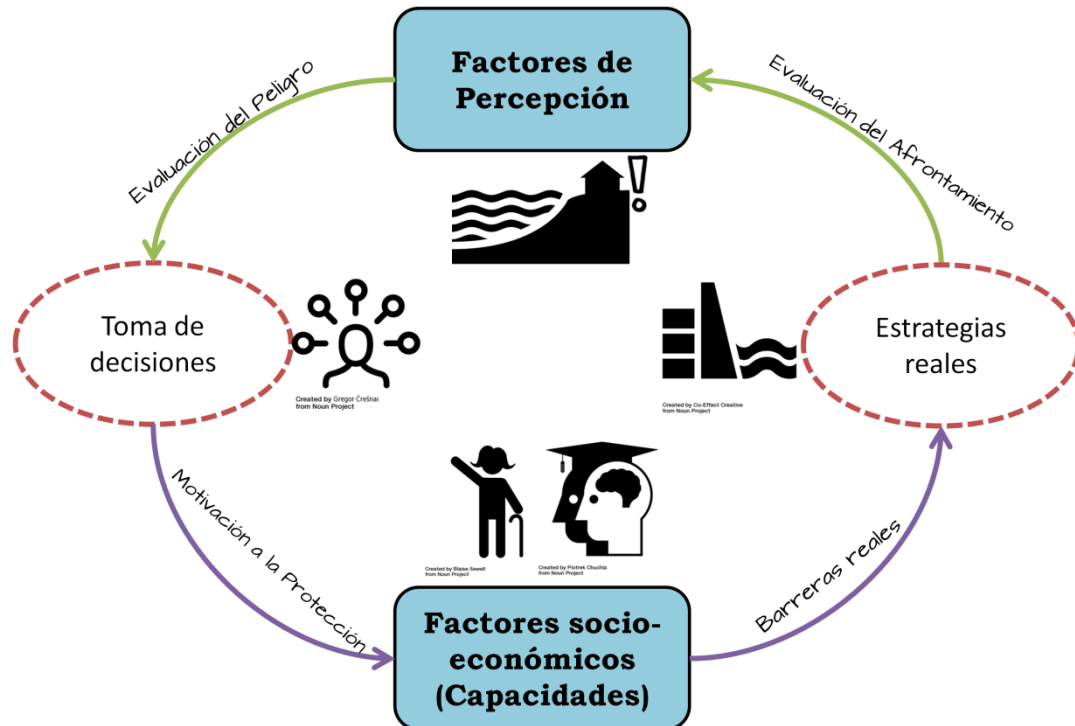 Factores de
Percepción
Evaluación del Peligro
Evaluación del Afrontamiento
Toma de
decisiones
Created by Gregor Črešnar
from Noun Project
Created by Co-Effect Creative
from Noun Project
Estrategias
reales
Motivación a la Protección
Created by Blaise Sewell
from Noun Project
Created by Piotrek Chuchla
from Noun Project
Barreras reales
Factores socio-
económicos
(Capacidades)